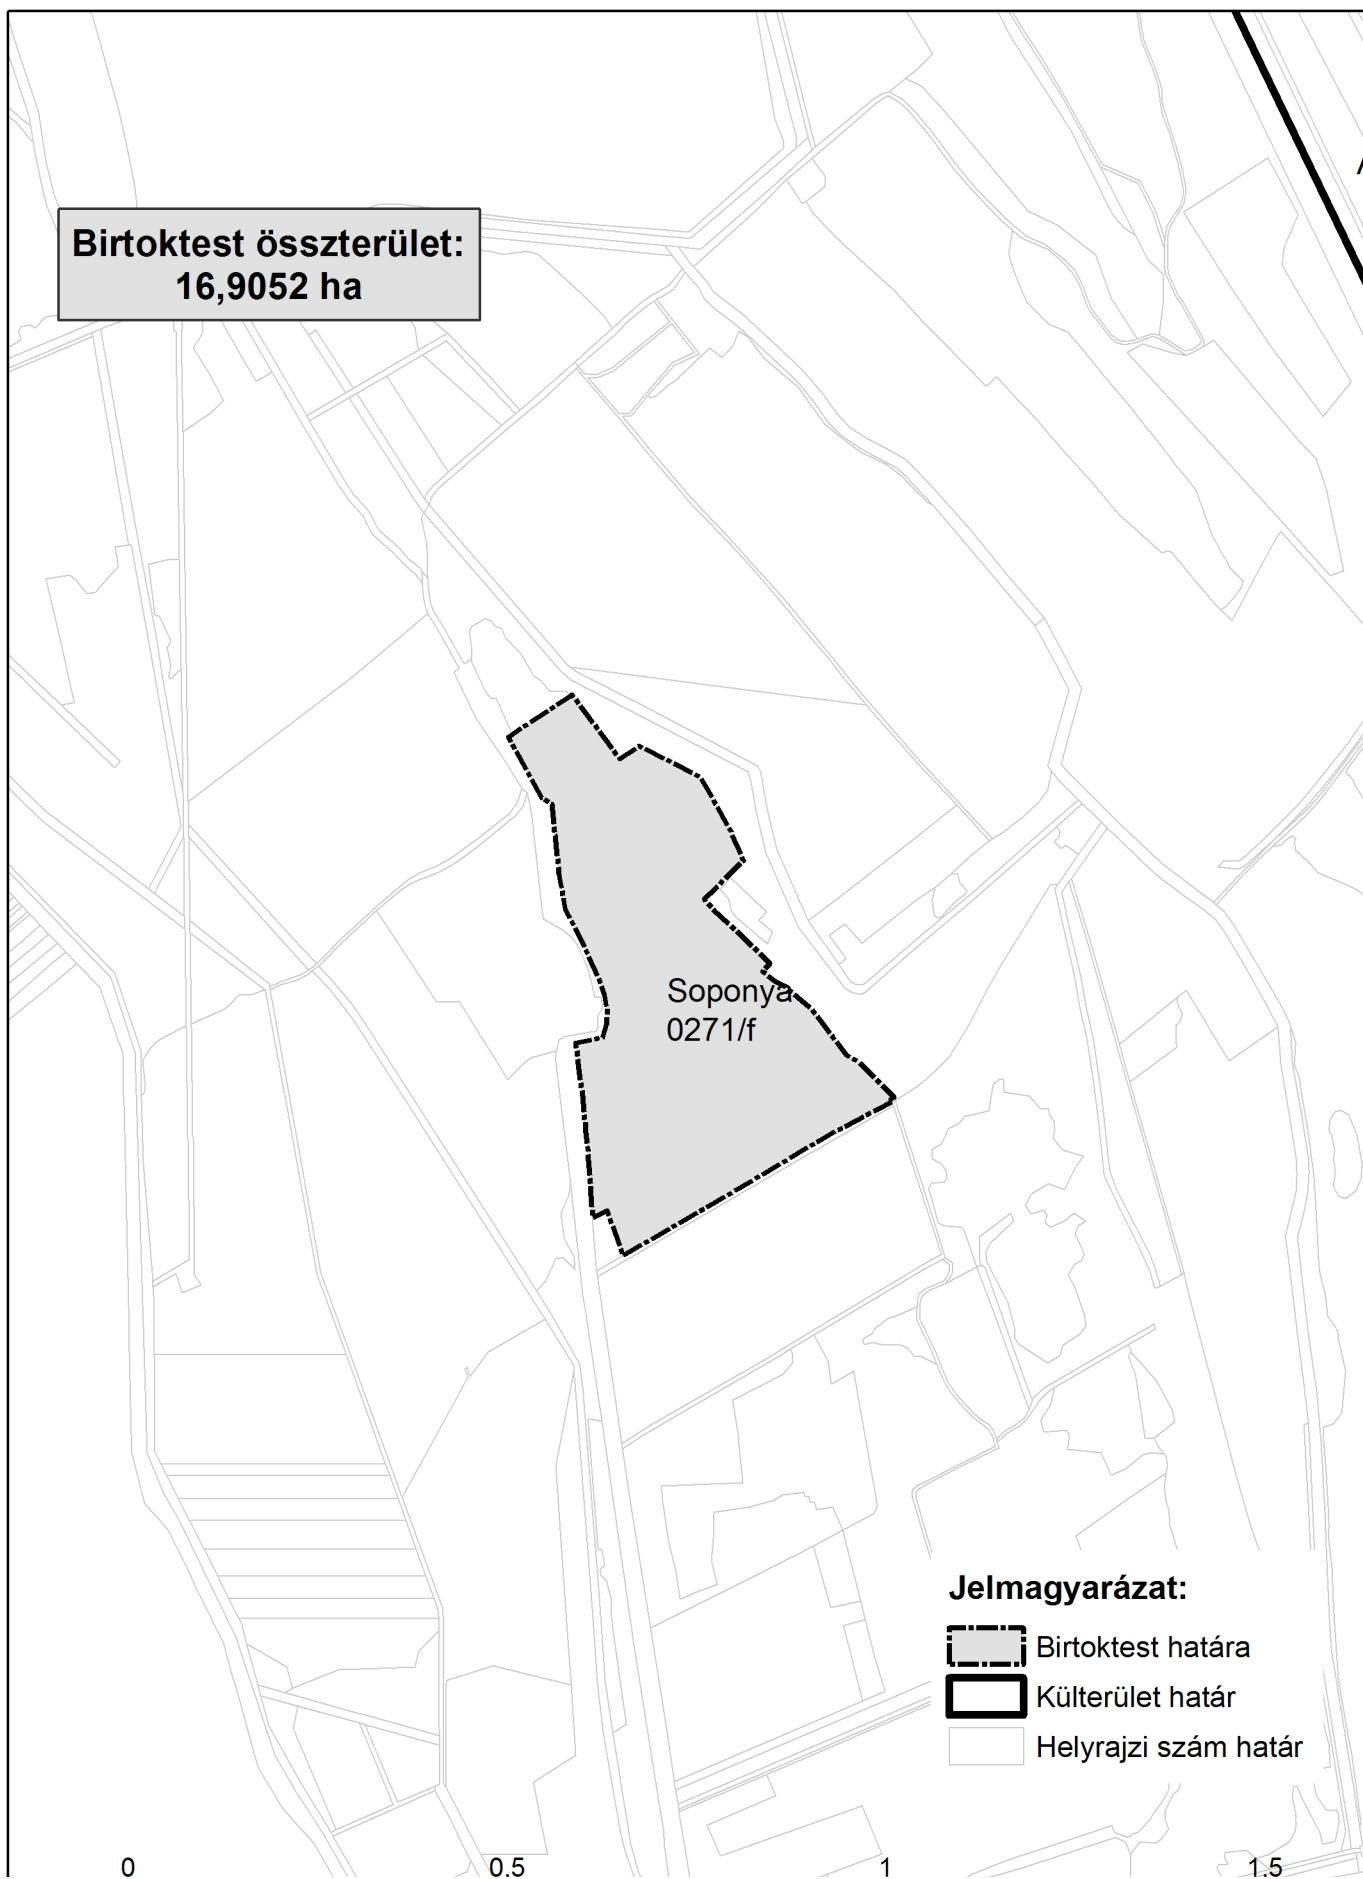 Birtoktest összterület:
16,9052 ha
Soponya
0271/f
Jelmagyarázat:
Birtoktest határa
Külterület határ
Helyrajzi szám határ
0 0,5 1 1,5